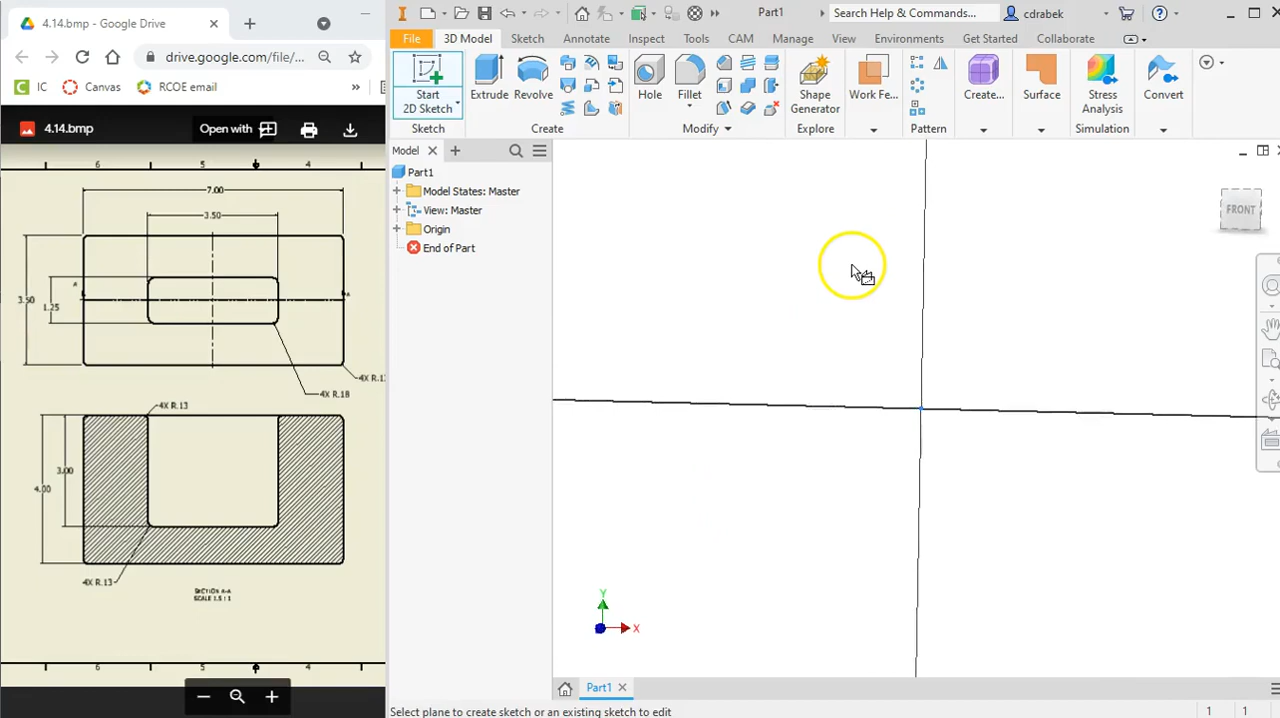 4.14.bmp - Google Drive
drive.google.com/file/...
IC
Canvas
RCOE email
4.14.bmp
Open with
6
5
4
7.00
3.50
3.50
1.25
A
A
4X R.18
4X R.13
3.00
4.00
4X R.13
SECTION A-A
SCALE 1.5 : 1
6
5
4
Part1
Search Help & Commands...
cdrabek
File
3D Model
Sketch
Annotate
Inspect
Tools
CAM
Manage
View
Environments
Get Started
Collaborate
Start
2D Sketch
Extrude
Revolve
Hole
Fillet
Shape
Generator
Work Fe...
Create...
Surface
Stress
Analysis
Convert
Sketch
Create
Modify
Explore
Pattern
Simulation
Model
Part1
Model States: Master
View: Master
Origin
End of Part
FRONT
Y
X
Part1
Select plane to create sketch or an existing sketch to edit
1
1